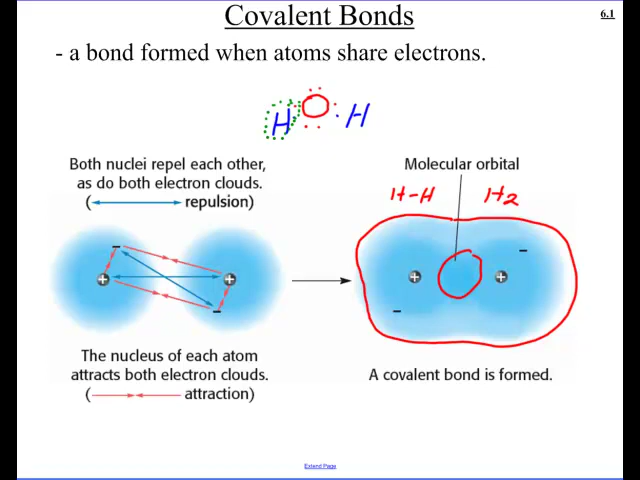 Covalent Bonds
6.1
- a bond formed when atoms share electrons.
H O H
Both nuclei repel each other,
as do both electron clouds.
( repulsion)
Molecular orbital
H-H H2
- -
+ + + +
- -
The nucleus of each atom
attracts both electron clouds.
( attraction)
A covalent bond is formed.
Extend Page